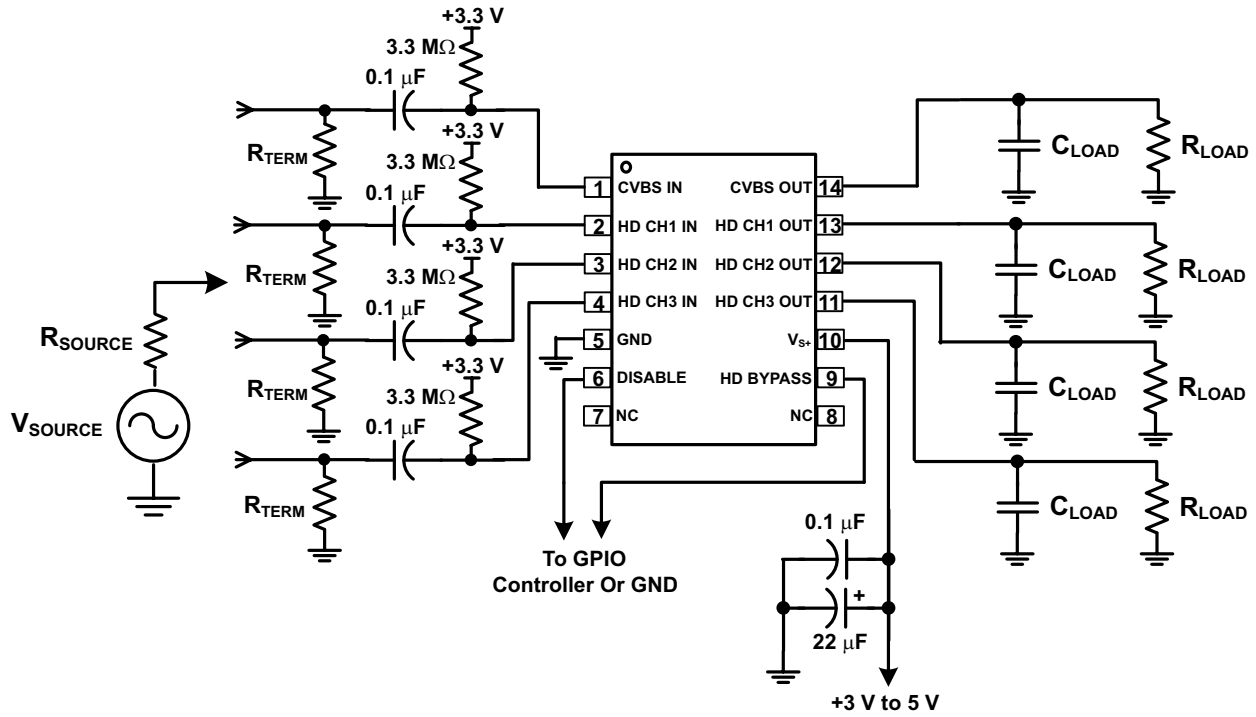 +3.3 V
3.3 MΩ
0.1 μF
R_TERM
+3.3 V
3.3 MΩ
0.1 μF
R_TERM
+3.3 V
3.3 MΩ
0.1 μF
R_TERM
+3.3 V
3.3 MΩ
0.1 μF
R_TERM
R_SOURCE
V_SOURCE
1 CVBS IN
2 HD CH1 IN
3 HD CH2 IN
4 HD CH3 IN
5 GND
6 DISABLE
7 NC
CVBS OUT 14
HD CH1 OUT 13
HD CH2 OUT 12
HD CH3 OUT 11
V_S+ 10
HD BYPASS 9
NC 8
To GPIO
Controller Or GND
0.1 μF
+
22 μF
+3 V to 5 V
C_LOAD R_LOAD
C_LOAD R_LOAD
C_LOAD R_LOAD
C_LOAD R_LOAD